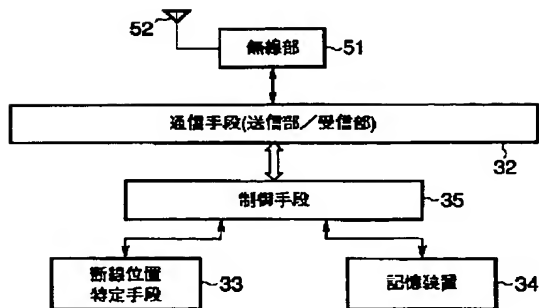 52
無線部
51
通信手段(送信部/受信部)
32
制御手段
35
断線位置
特定手段
33
記憶装置
34